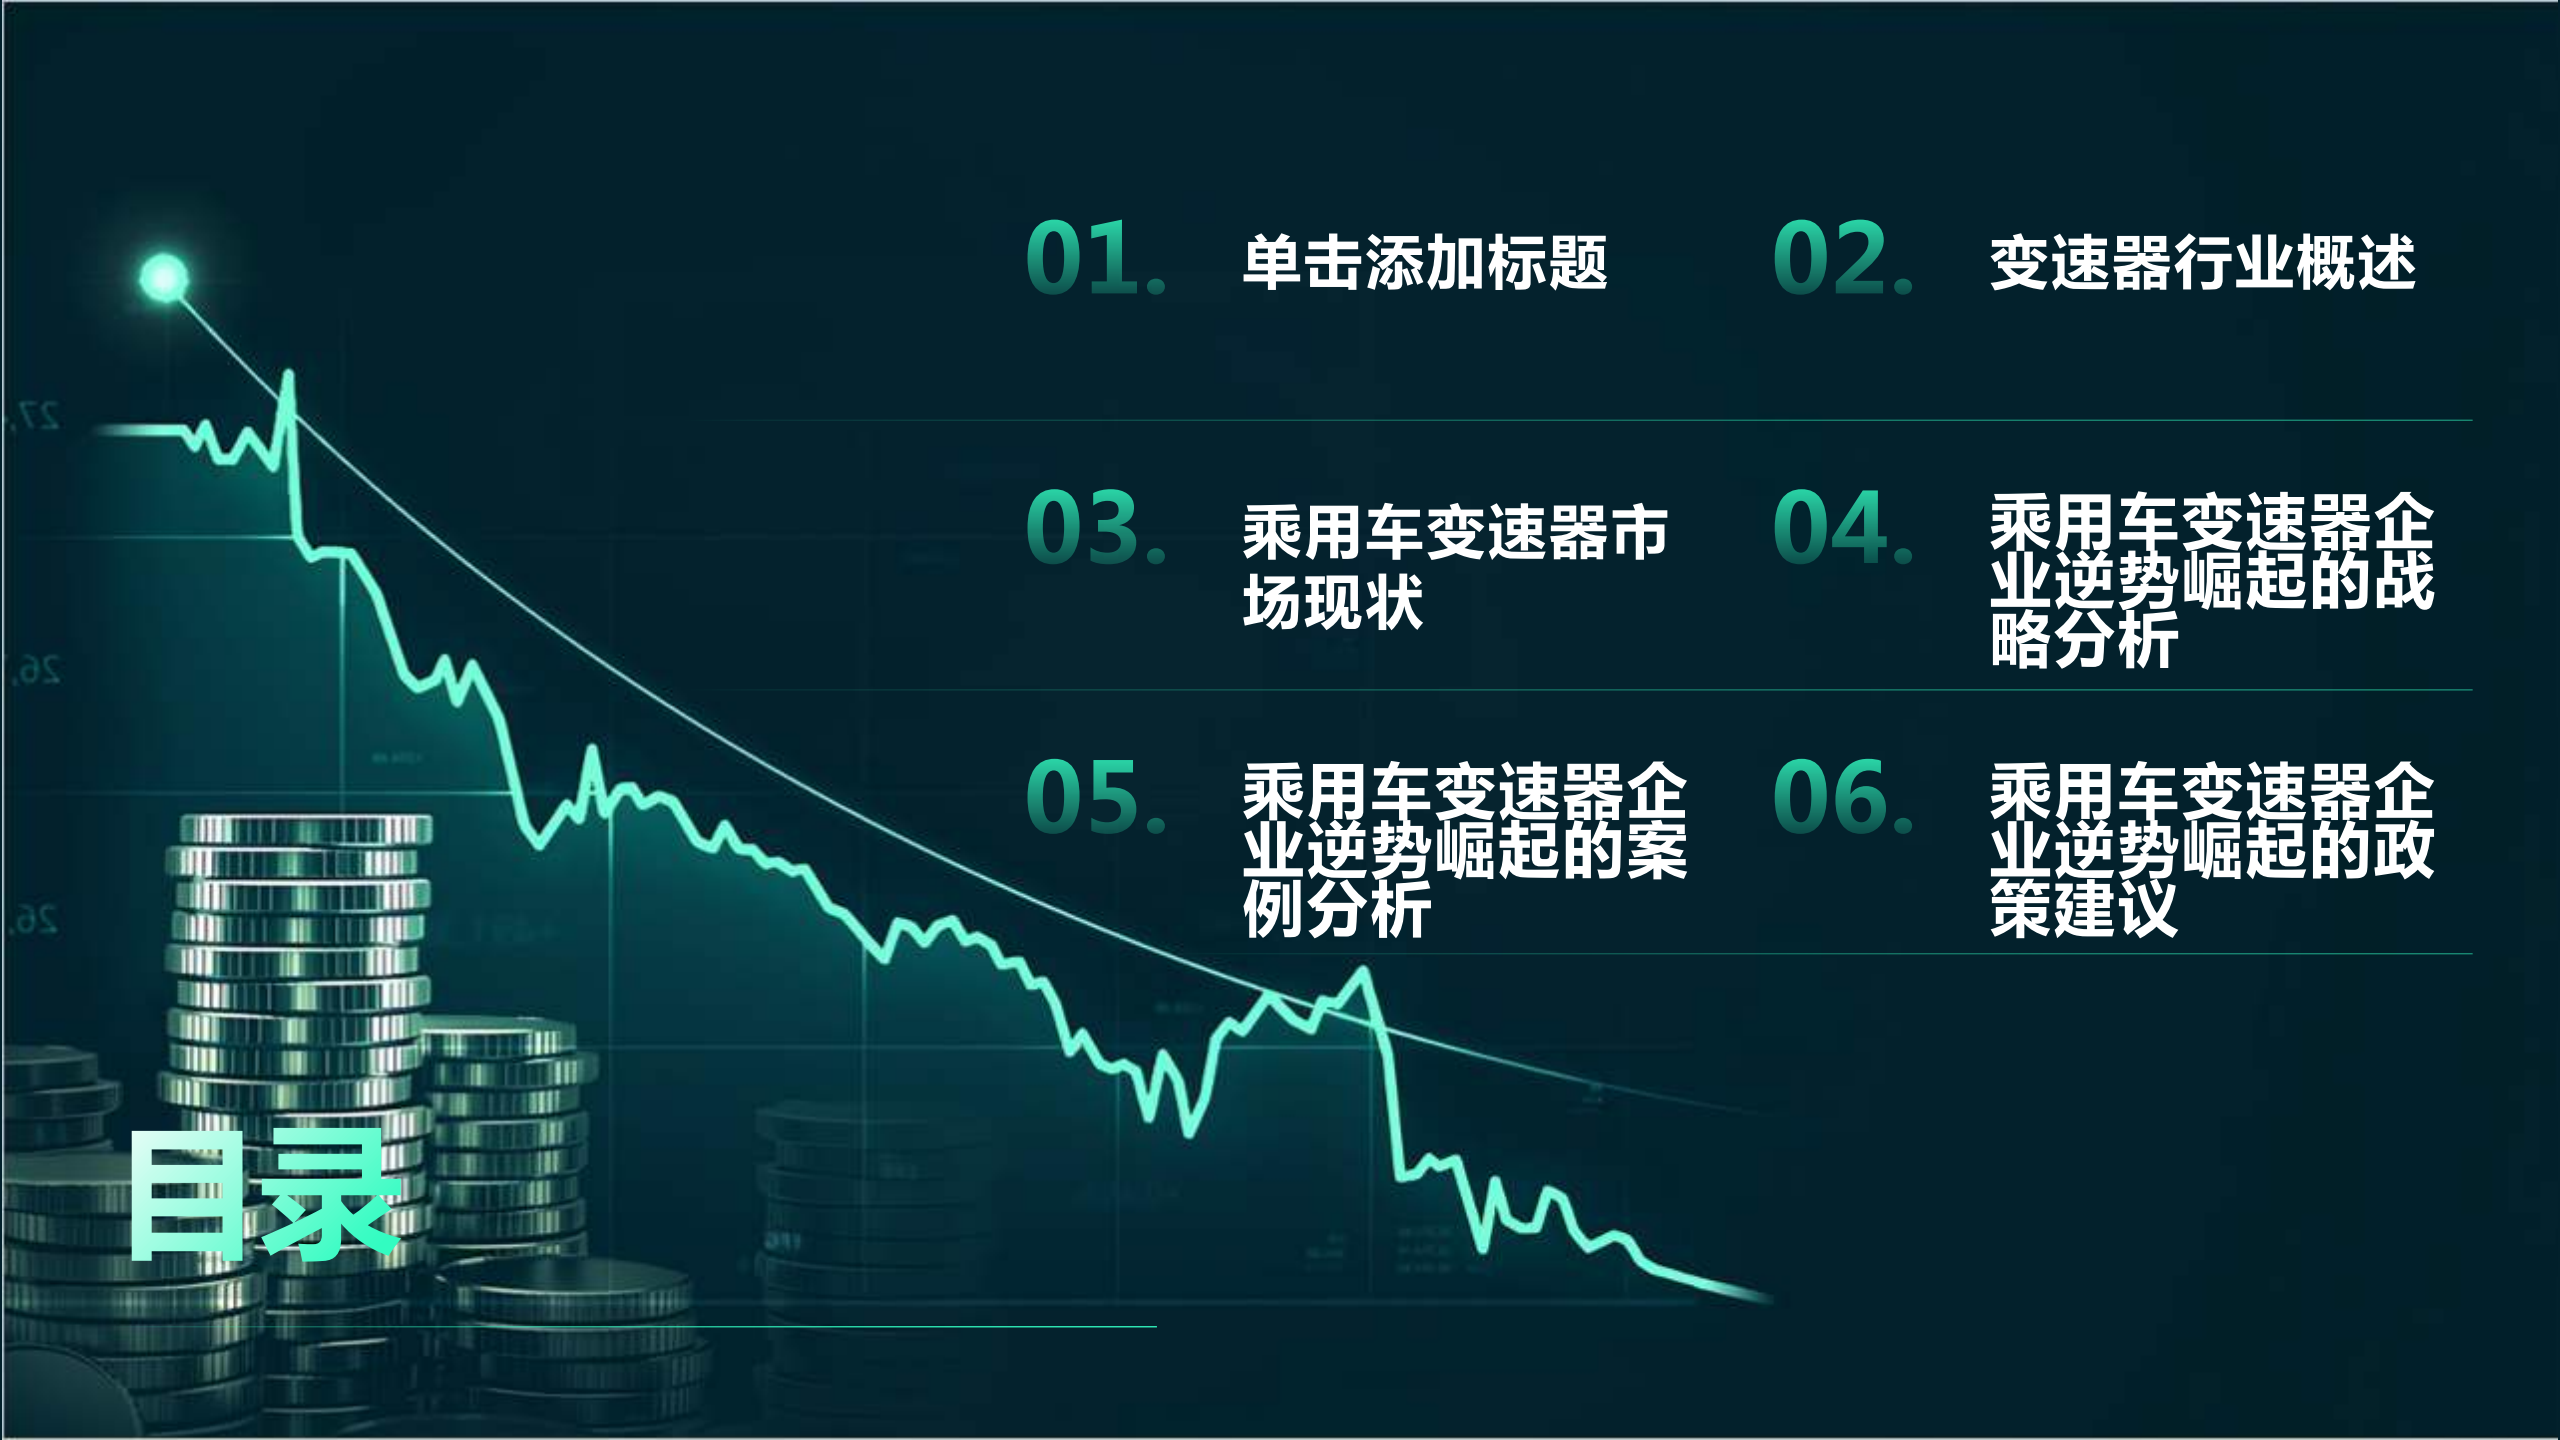 01.
单击添加标题
02.
变速器行业概述
03.
乘用车变速器市
场现状
04.
乘用车变速器企
业逆势崛起的战
略分析
05.
乘用车变速器企
业逆势崛起的案
例分析
06.
乘用车变速器企
业逆势崛起的政
策建议
目录